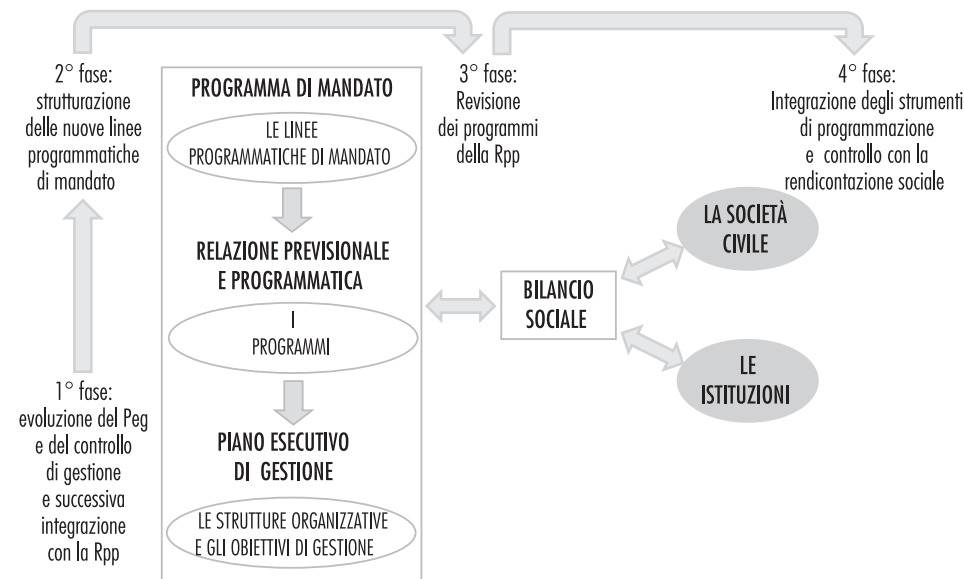 2° fase:
strutturazione
delle nuove linee
programmatiche
di mandato
1° fase:
evoluzione del Peg
e del controllo
di gestione
e successiva
integrazione
con la Rpp
PROGRAMMA DI MANDATO
LE LINEE
PROGRAMMATICHE DI MANDATO
RELAZIONE PREVISIONALE
E PROGRAMMATICA
I
PROGRAMMI
PIANO ESECUTIVO
DI GESTIONE
LE STRUTTURE ORGANIZZATIVE
E GLI OBIETTIVI DI GESTIONE
3° fase:
Revisione
dei programmi
della Rpp
BILANCIO
SOCIALE
4° fase:
Integrazione degli strumenti
di programmazione
e controllo con la
rendicontazione sociale
LA SOCIETÀ
CIVILE
LE
ISTITUZIONI